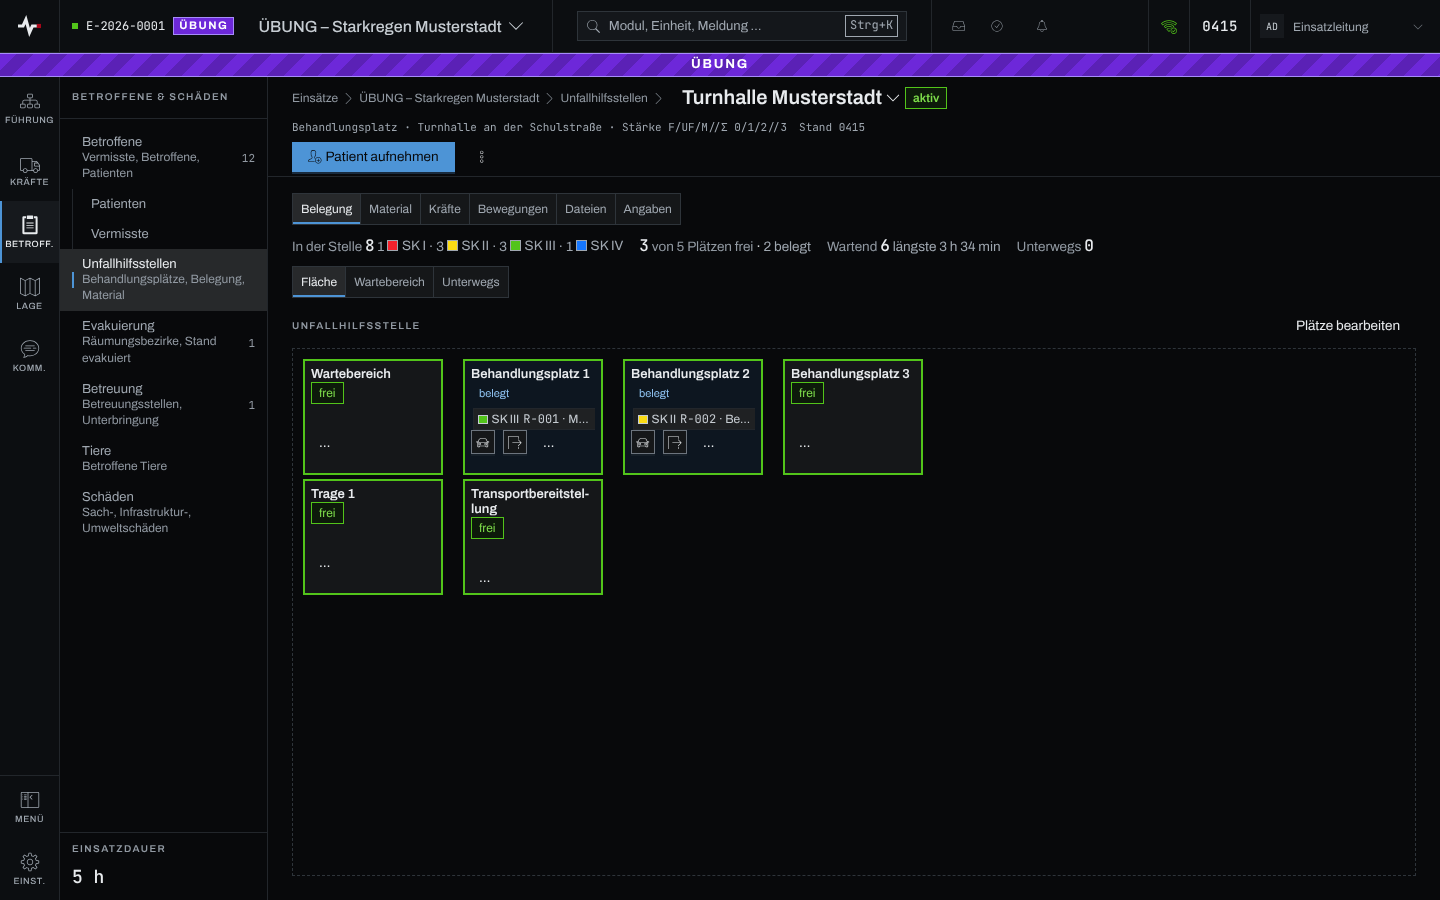 E-2026-0001 ÜBUNG ÜBUNG – Starkregen Musterstadt
Modul, Einheit, Meldung ... Strg+K
0415
AD Einsatzleitung
ÜBUNG
FÜHRUNG
KRÄFTE
BETROFF.
LAGE
KOMM.
MENÜ
EINST.
BETROFFENE & SCHÄDEN
Betroffene
Vermisste, Betroffene,
Patienten
12
Patienten
Vermisste
Unfallhilfsstellen
Behandlungsplätze, Belegung,
Material
Evakuierung
Räumungsbezirke, Stand
evakuiert
1
Betreuung
Betreuungsstellen,
Unterbringung
1
Tiere
Betroffene Tiere
Schäden
Sach-, Infrastruktur-,
Umweltschäden
EINSATZDAUER
5 h
Einsätze ÜBUNG – Starkregen Musterstadt Unfallhilfsstellen Turnhalle Musterstadt aktiv
Behandlungsplatz · Turnhalle an der Schulstraße · Stärke F/UF/M//Σ 0/1/2//3 Stand 0415
Patient aufnehmen
Belegung Material Kräfte Bewegungen Dateien Angaben
In der Stelle 8 1 SK I · 3 SK II · 3 SK III · 1 SK IV 3 von 5 Plätzen frei · 2 belegt Wartend 6 längste 3 h 34 min Unterwegs 0
Fläche Wartebereich Unterwegs
UNFALLHILFSSTELLE
Plätze bearbeiten
Wartebereich
frei
...
Behandlungsplatz 1
belegt
SK III R-001 · M...
...
Behandlungsplatz 2
belegt
SK II R-002 · Be...
...
Behandlungsplatz 3
frei
...
Trage 1
frei
...
Transportbereitstel-
lung
frei
...